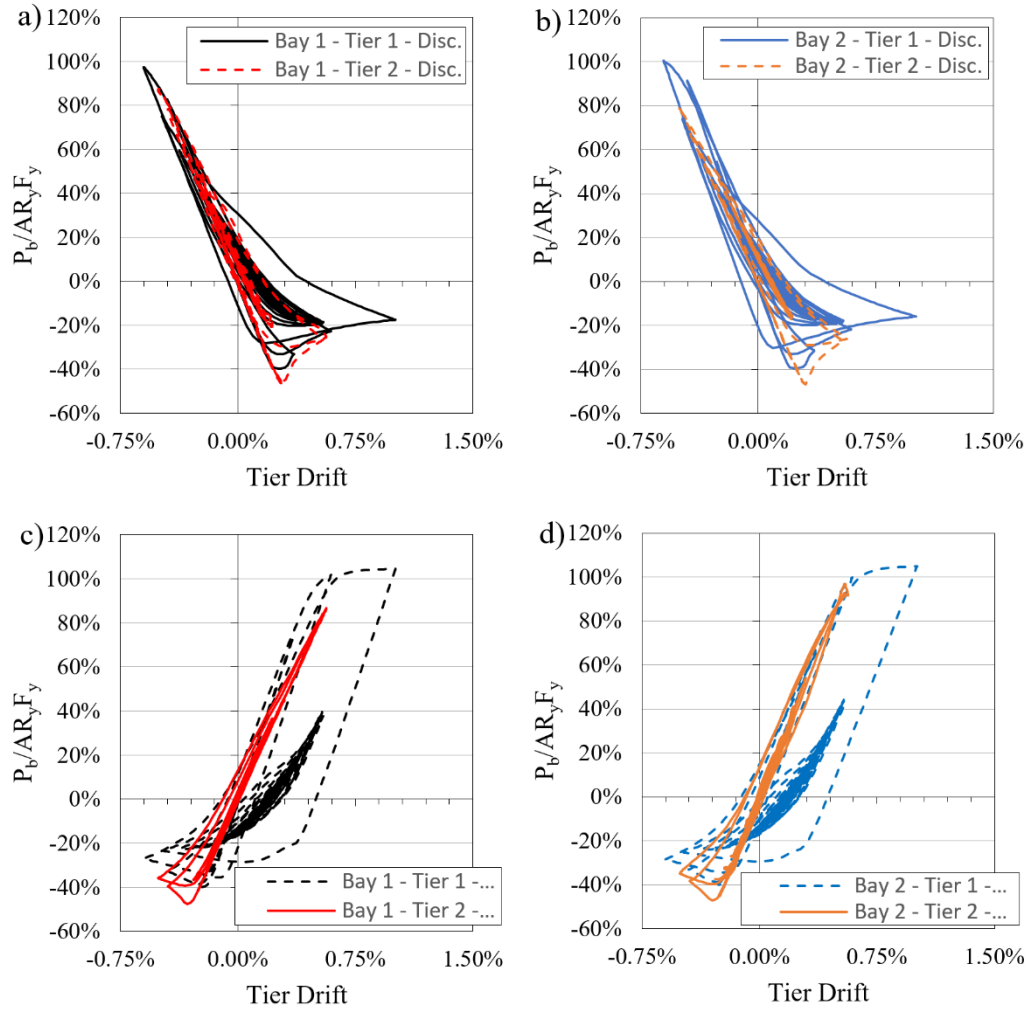 a)
120%
100%
80%
60%
40%
20%
0%
-20%
-40%
-60%
P_b/AR_yF_y
Bay 1 - Tier 1 - Disc.
Bay 1 - Tier 2 - Disc.
-0.75% 0.00% 0.75% 1.50%
Tier Drift
b)
120%
100%
80%
60%
40%
20%
0%
-20%
-40%
-60%
P_b/AR_yF_y
Bay 2 - Tier 1 - Disc.
Bay 2 - Tier 2 - Disc.
-0.75% 0.00% 0.75% 1.50%
Tier Drift
c)
120%
100%
80%
60%
40%
20%
0%
-20%
-40%
-60%
P_b/AR_yF_y
Bay 1 - Tier 1 -...
Bay 1 - Tier 2 -...
-0.75% 0.00% 0.75% 1.50%
Tier Drift
d)
120%
100%
80%
60%
40%
20%
0%
-20%
-40%
-60%
P_b/AR_yF_y
Bay 2 - Tier 1 -...
Bay 2 - Tier 2 -...
-0.75% 0.00% 0.75% 1.50%
Tier Drift